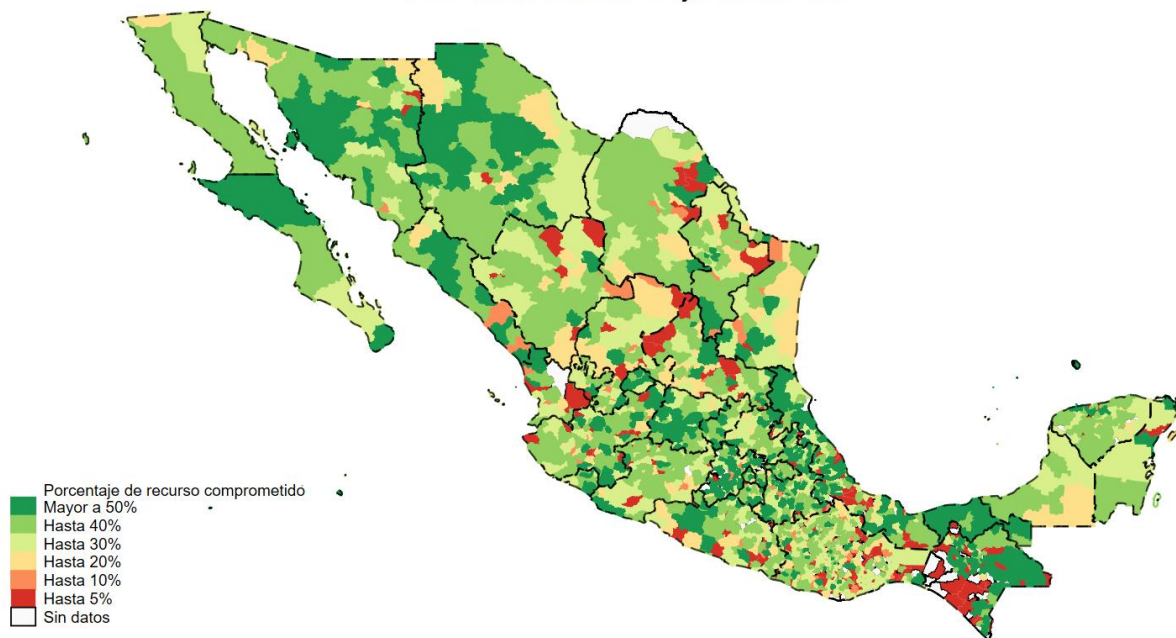 Porcentaje de recurso comprometido
Mayor a 50%
Hasta 40%
Hasta 30%
Hasta 20%
Hasta 10%
Hasta 5%
Sin datos